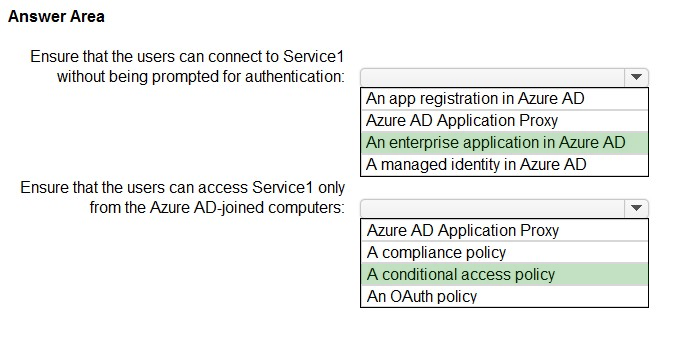 Answer Area
Ensure that the users can connect to Service1
without being prompted for authentication:
An app registration in Azure AD
Azure AD Application Proxy
An enterprise application in Azure AD
A managed identity in Azure AD
Ensure that the users can access Service1 only
from the Azure AD-joined computers:
Azure AD Application Proxy
A compliance policy
A conditional access policy
An OAuth policy